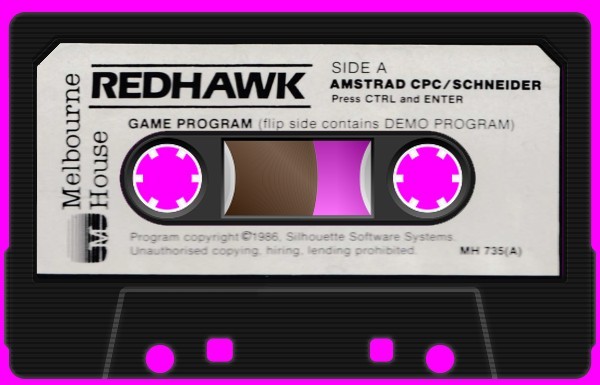 Melbourne
House
MH
REDHAWK
SIDE A
AMSTRAD CPC/SCHNEIDER
Press CTRL and ENTER
GAME PROGRAM (flip side contains DEMO PROGRAM)
Program copyright ©1986, Silhouette Software Systems.
Unauthorised copying, hiring, lending prohibited.
MH 735(A)